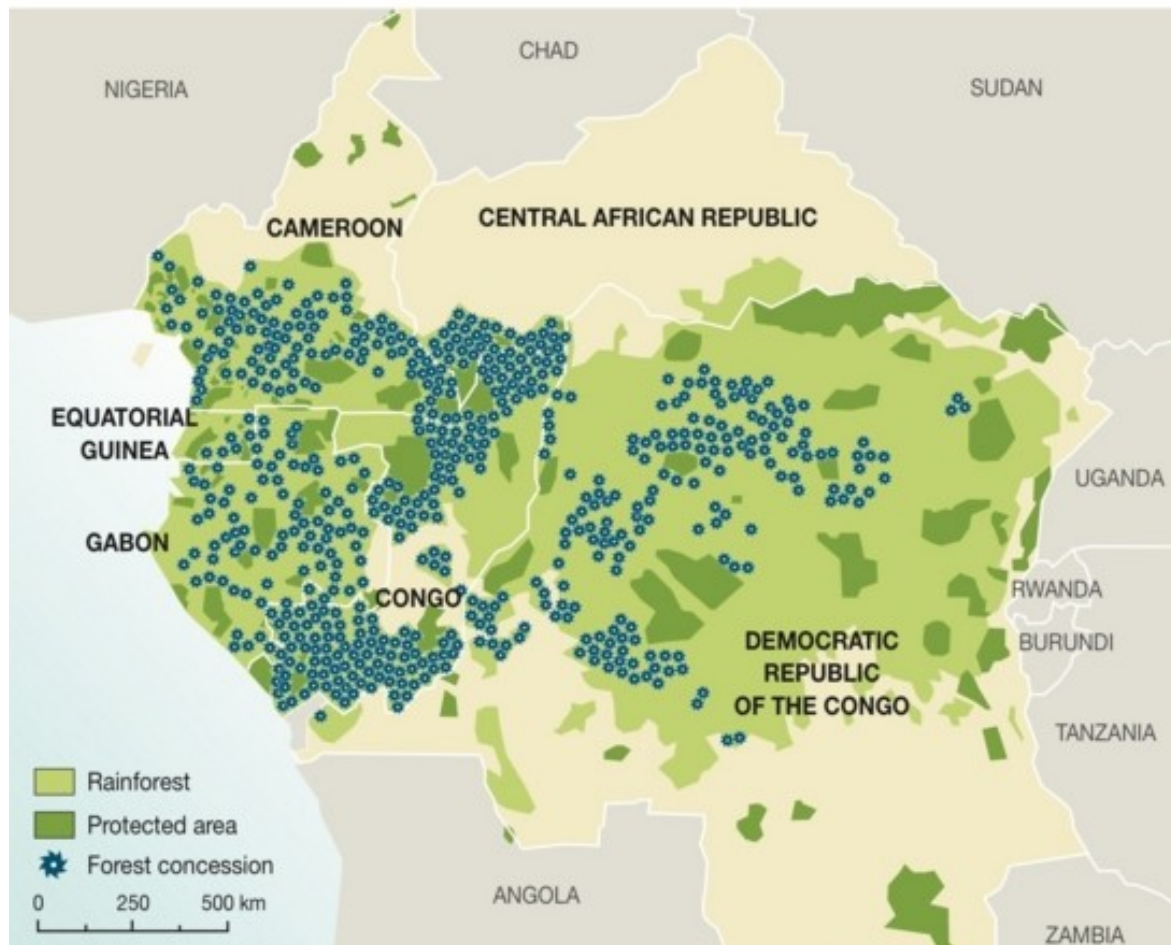 CHAD
NIGERIA
SUDAN
CENTRAL AFRICAN REPUBLIC
CAMEROON
EQUATORIAL
GUINEA
UGANDA
GABON
RWANDA
CONGO
BURUNDI
DEMOCRATIC
REPUBLIC
OF THE CONGO
TANZANIA
Rainforest
Protected area
Forest concession
0 250 500 km
ANGOLA
ZAMBIA